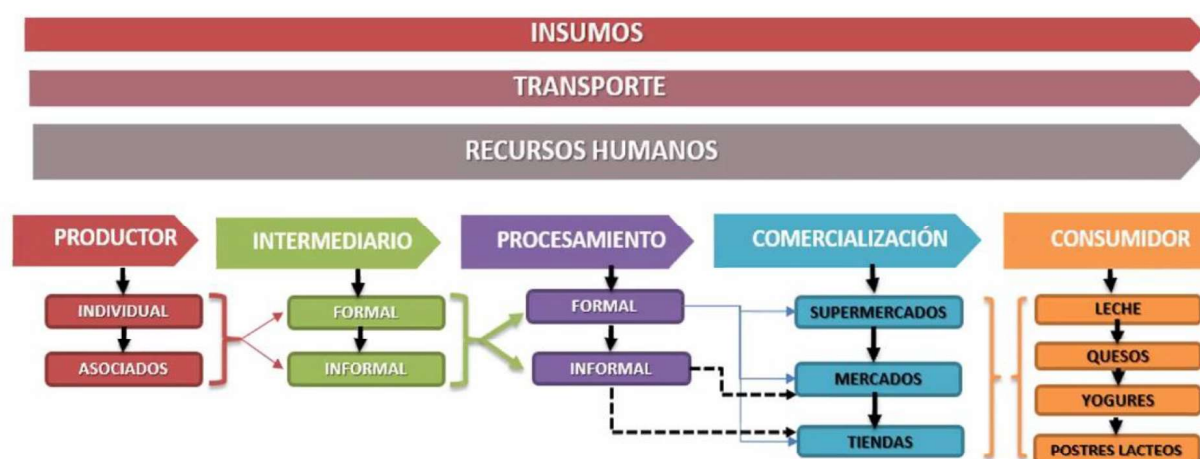 INSUMOS
TRANSPORTE
RECURSOS HUMANOS
PRODUCTOR
INTERMEDIARIO
PROCESAMIENTO
COMERCIALIZACIÓN
CONSUMIDOR
INDIVIDUAL
ASOCIADOS
FORMAL
INFORMAL
FORMAL
INFORMAL
SUPERMERCADOS
MERCADOS
TIENDAS
LECHE
QUESOS
YOGURES
POSTRES LACTEOS